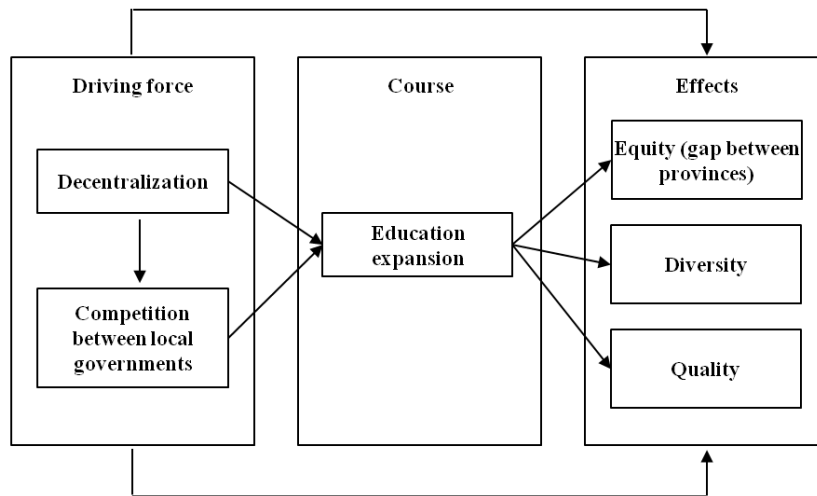 Driving force
Decentralization
Competition
between local
governments
Course
Education
expansion
Effects
Equity (gap between
provinces)
Diversity
Quality